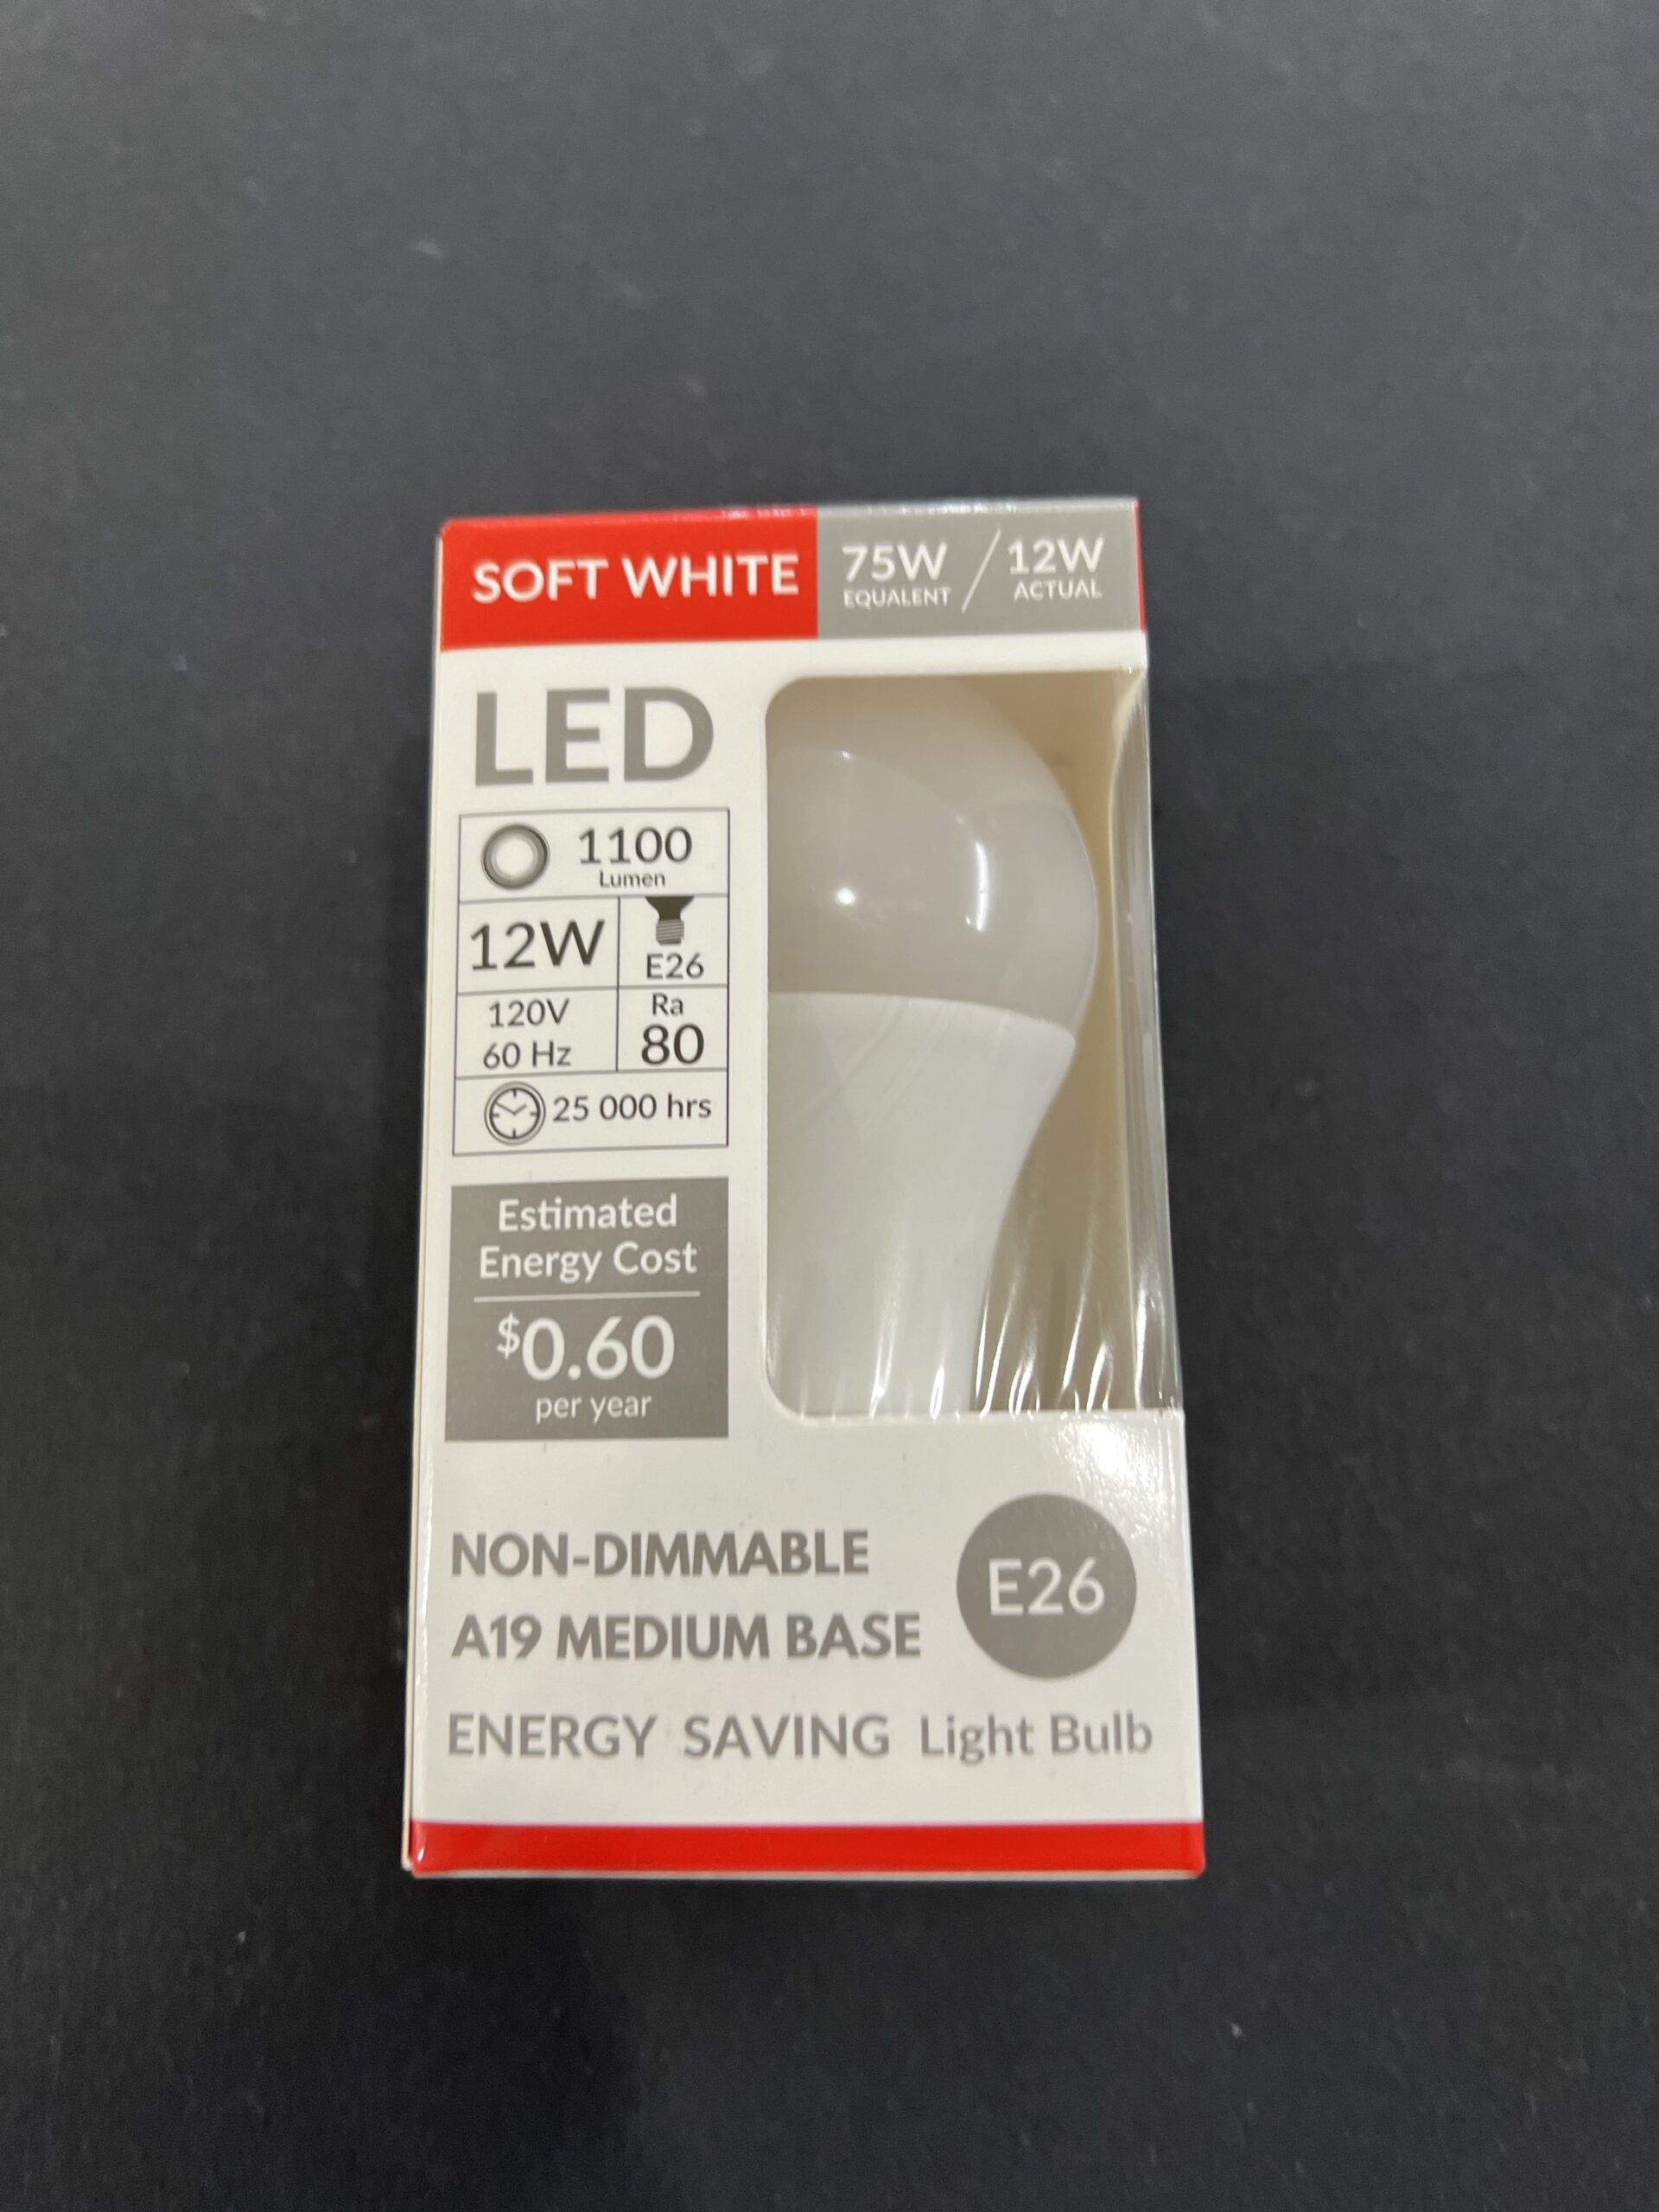 SOFT WHITE
75W / 12W
EQUALENT ACTUAL
LED
1100
Lumen
12W
E26
120V
60 Hz
Ra
80
25 000 hrs
Estimated
Energy Cost
$0.60
per year
NON-DIMMABLE
A19 MEDIUM BASE
E26
ENERGY SAVING Light Bulb